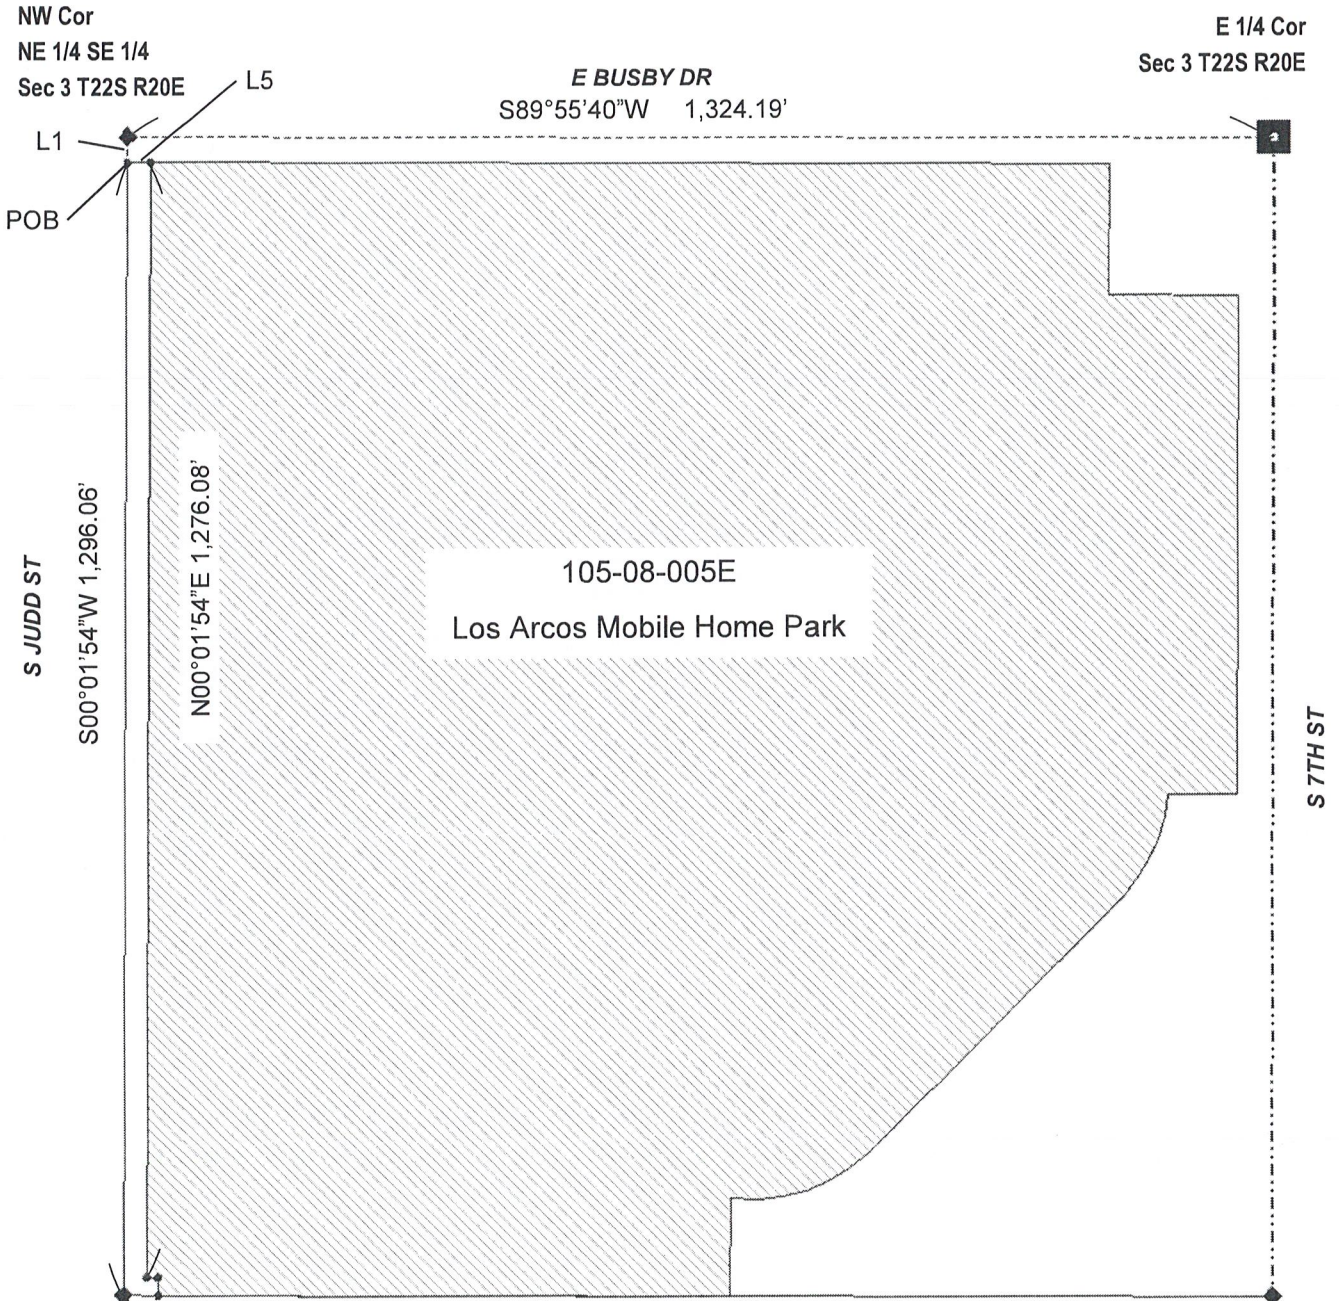 NW Cor
NE 1/4 SE 1/4
Sec 3 T22S R20E
E 1/4 Cor
Sec 3 T22S R20E
L5
E BUSBY DR
S89°55'40"W 1,324.19'
L1
POB
S JUDD ST
S00°01'54"W 1,296.06'
N00°01'54"E 1,276.08'
105-08-005E
Los Arcos Mobile Home Park
S 7TH ST